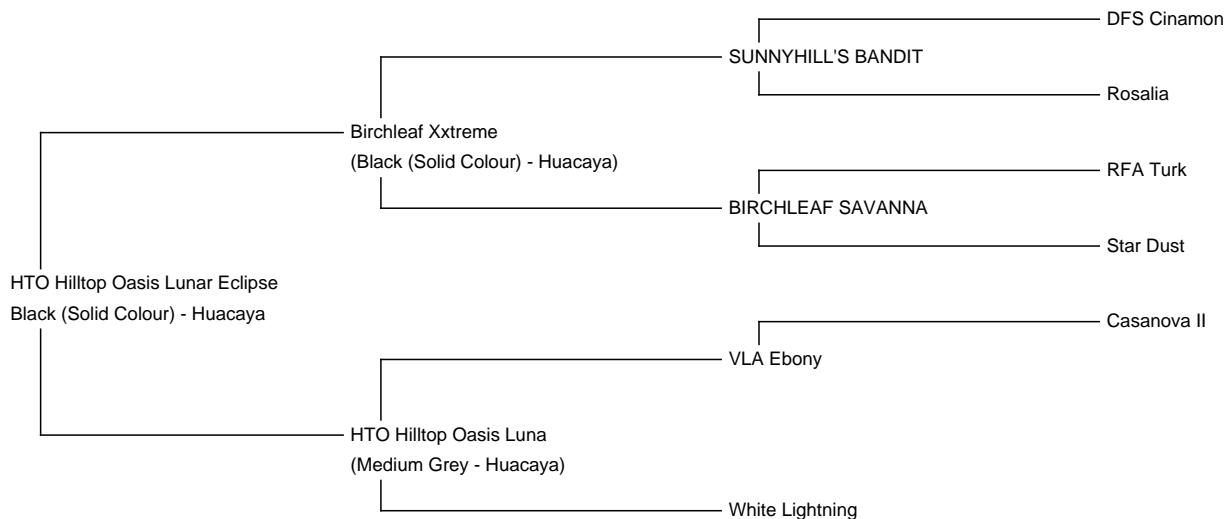 DFS Cinamon
SUNNYHILL'S BANDIT
Rosalia
Birchleaf Xxtreme
(Black (Solid Colour) - Huacaya)
RFA Turk
BIRCHLEAF SAVANNA
Star Dust
HTO Hilltop Oasis Lunar Eclipse
Black (Solid Colour) - Huacaya
Casanova II
VLA Ebony
HTO Hilltop Oasis Luna
(Medium Grey - Huacaya)
White Lightning